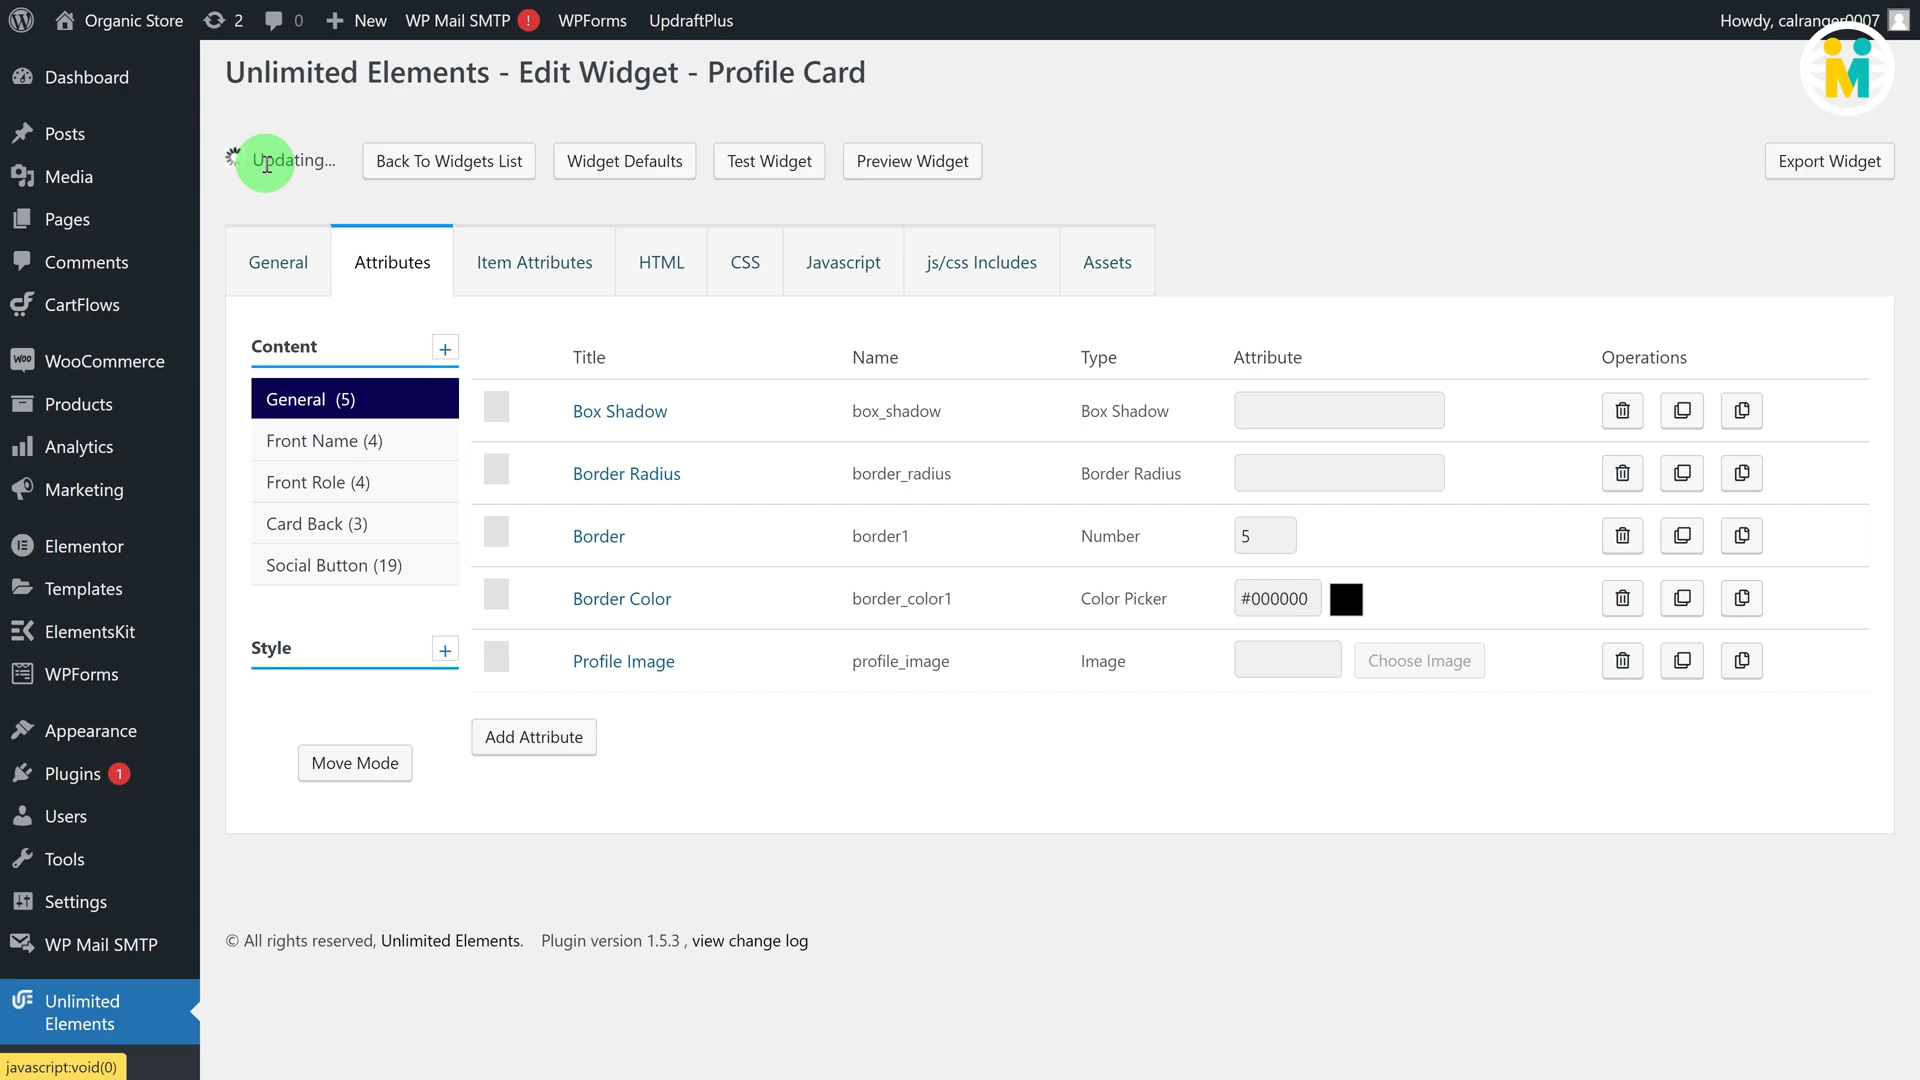 Organic Store
2
0
New
WP Mail SMTP !
WPForms
UpdraftPlus
Howdy, calranger0007
M
Dashboard
Posts
Media
Pages
Comments
CartFlows
Woo WooCommerce
Products
Analytics
Marketing
Elementor
Templates
ElementsKit
WPForms
Appearance
Plugins 1
Users
Tools
Settings
WP Mail SMTP
Unlimited
Elements
javascript:void(0)
Unlimited Elements - Edit Widget - Profile Card
Updating...
Back To Widgets List
Widget Defaults
Test Widget
Preview Widget
Export Widget
General
Attributes
Item Attributes
HTML
CSS
Javascript
js/css Includes
Assets
Content
+
General (5)
Front Name (4)
Front Role (4)
Card Back (3)
Social Button (19)
Style
+
Move Mode
Title Name Type Attribute Operations
Box Shadow box_shadow Box Shadow
Border Radius border_radius Border Radius
Border border1 Number 5
Border Color border_color1 Color Picker #000000
Profile Image profile_image Image Choose Image
Add Attribute
© All rights reserved, Unlimited Elements. Plugin version 1.5.3 , view change log